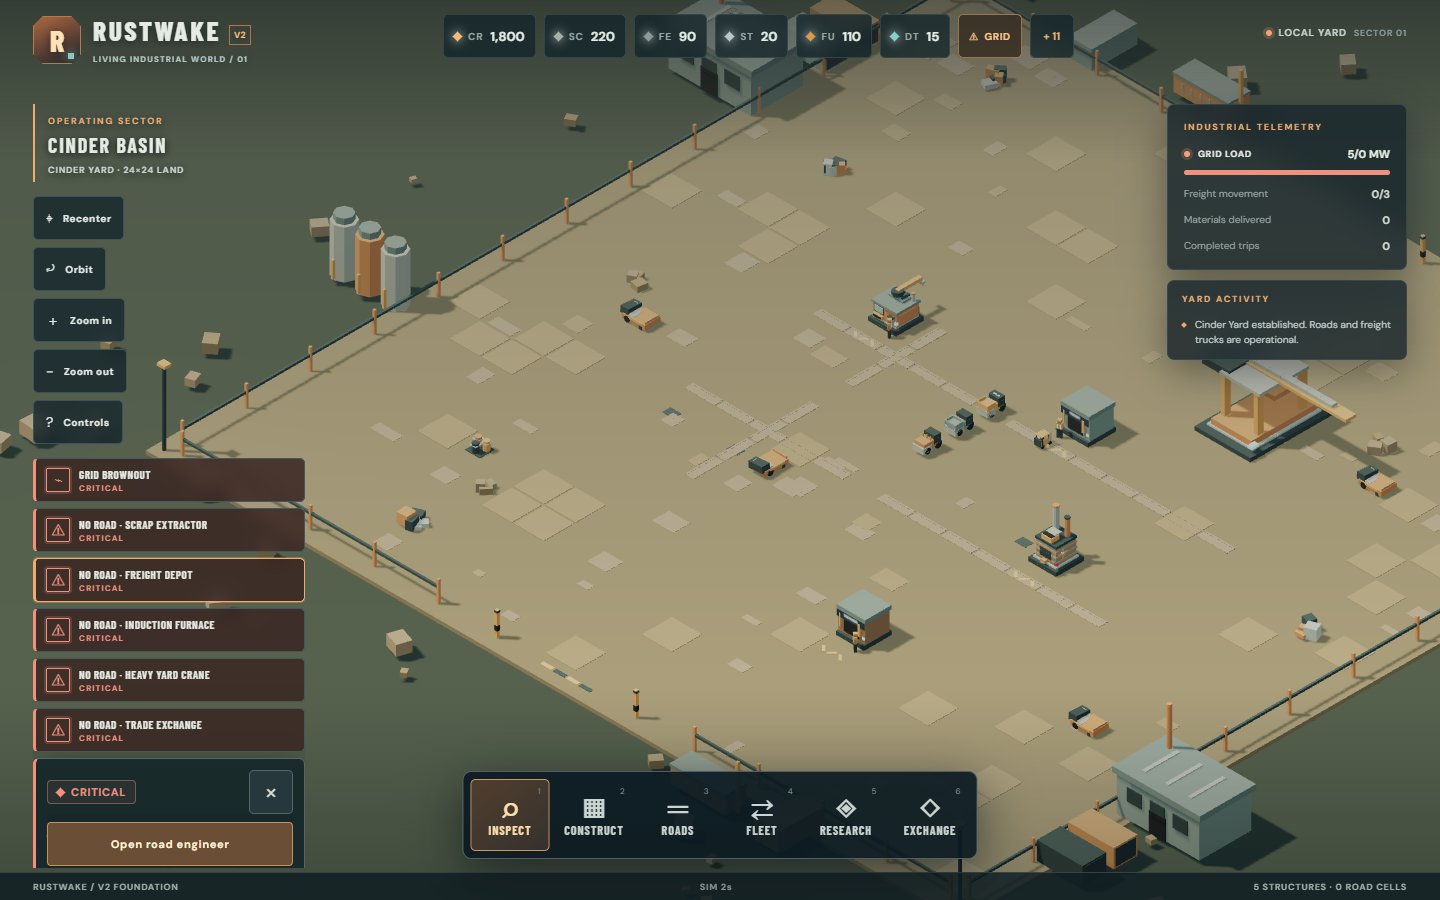 R
RUSTWAKE V2
LIVING INDUSTRIAL WORLD / 01
CR 1,800
SC 220
FE 90
ST 20
FU 110
DT 15
GRID
+11
LOCAL YARD SECTOR 01
OPERATING SECTOR
CINDER BASIN
CINDER YARD · 24×24 LAND
Recenter
Orbit
+ Zoom in
− Zoom out
? Controls
INDUSTRIAL TELEMETRY
GRID LOAD 5/0 MW
Freight movement 0/3
Materials delivered 0
Completed trips 0
YARD ACTIVITY
Cinder Yard established. Roads and freight
trucks are operational.
GRID BROWNOUT
CRITICAL
NO ROAD · SCRAP EXTRACTOR
CRITICAL
NO ROAD · FREIGHT DEPOT
CRITICAL
NO ROAD · INDUCTION FURNACE
CRITICAL
NO ROAD · HEAVY YARD CRANE
CRITICAL
NO ROAD · TRADE EXCHANGE
CRITICAL
CRITICAL ×
Open road engineer
1 INSPECT
2 CONSTRUCT
3 ROADS
4 FLEET
5 RESEARCH
6 EXCHANGE
RUSTWAKE / V2 FOUNDATION
SIM 2s
5 STRUCTURES · 0 ROAD CELLS